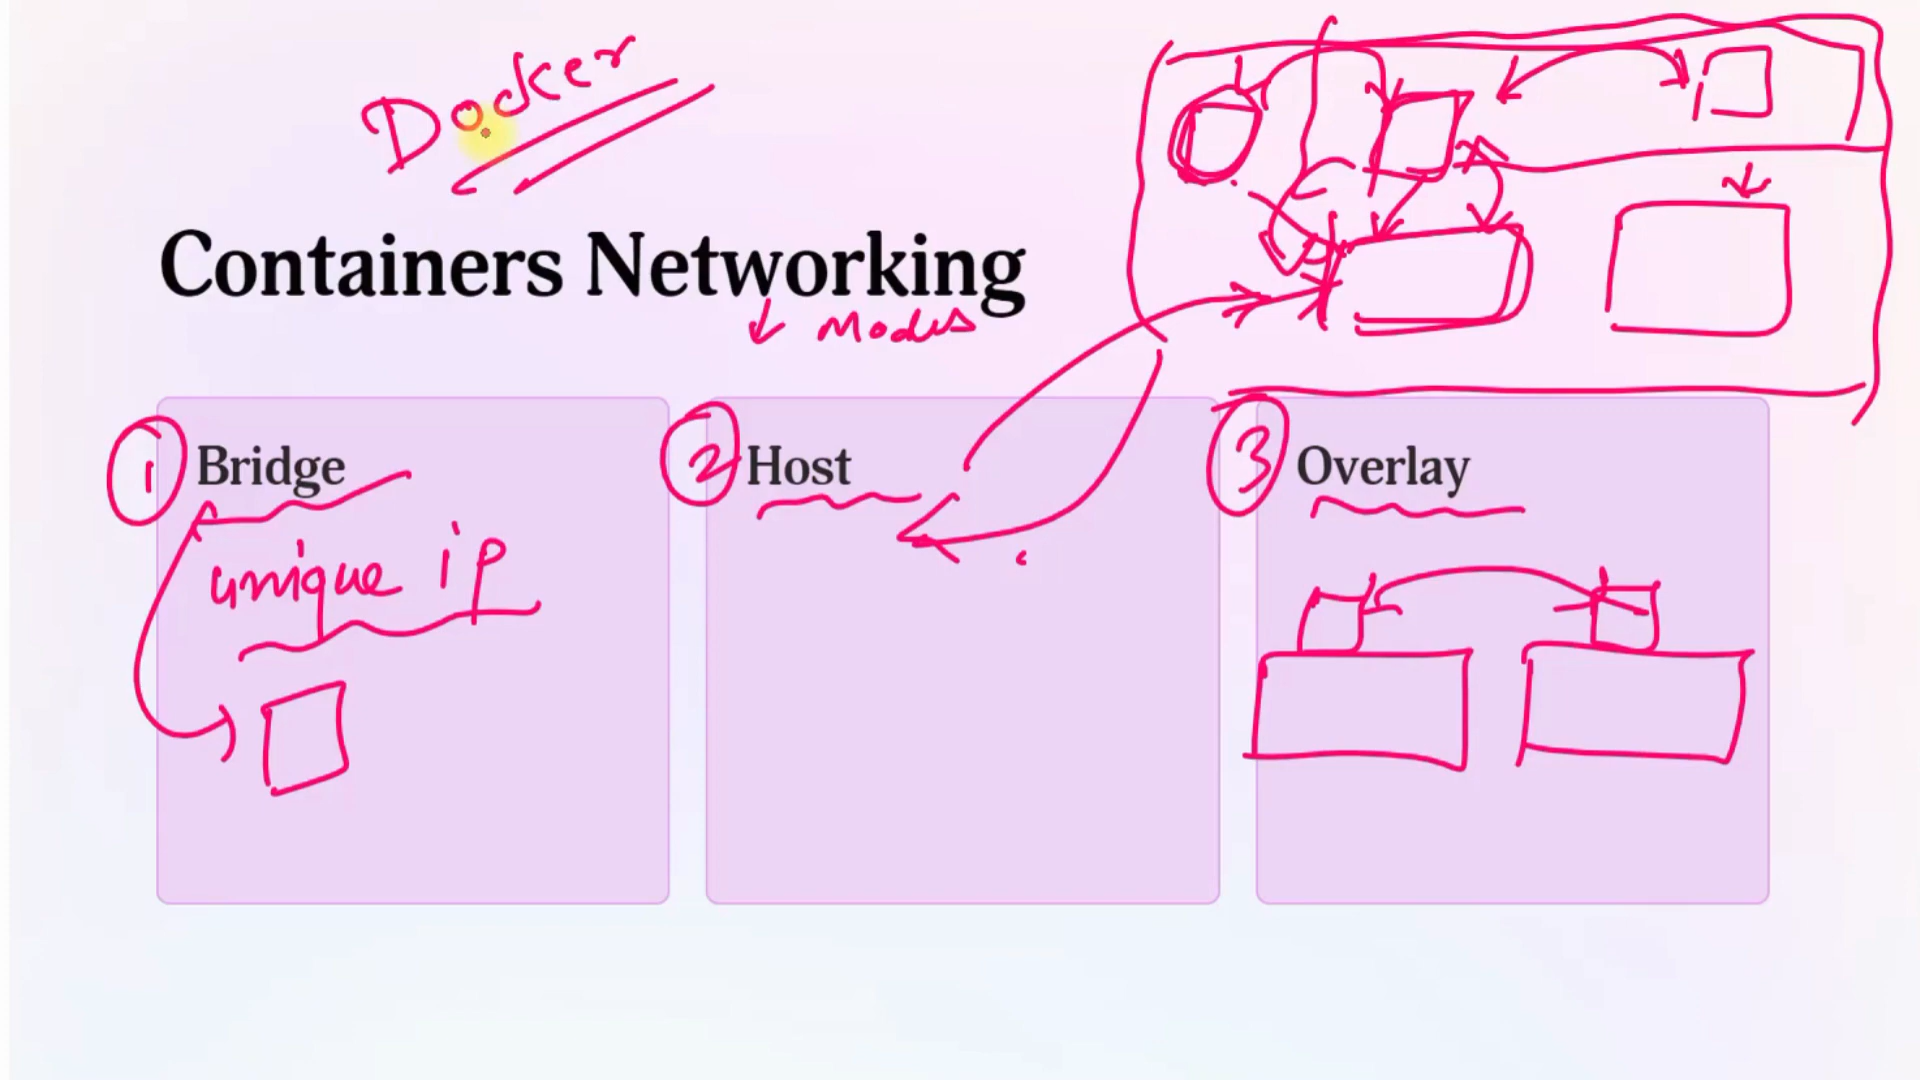 Docker
Containers Networking
Modes
1 Bridge
unique ip
2 Host
3 Overlay